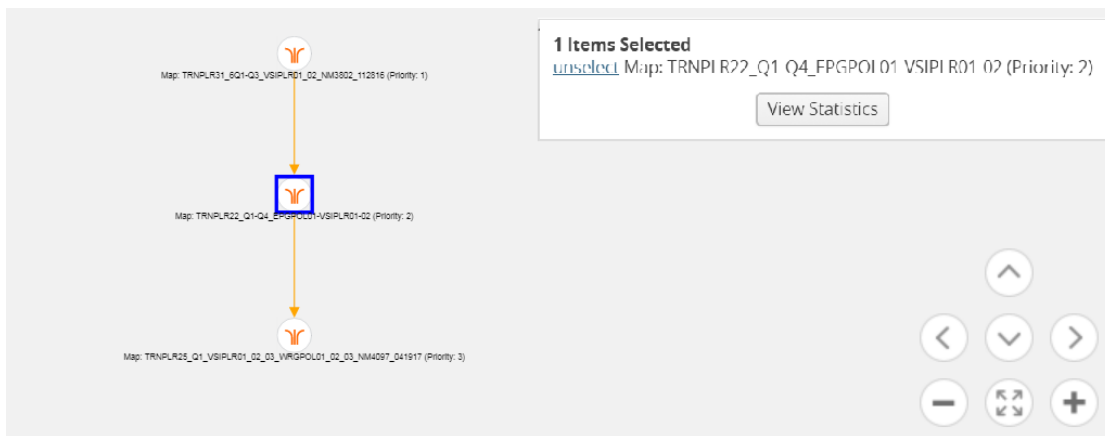 Map: TRNPLR31_6Q1-Q3_VSIPLR01_02_NM3802_112816 (Priority: 1)
1 Items Selected
unselect Map: TRNPLR22_Q1-Q4_EPGPOL01-VSIPLR01-02 (Priority: 2)
View Statistics
Map: TRNPLR22_Q1-Q4_EPGPOL01-VSIPLR01-02 (Priority: 2)
Map: TRNPLR25_Q1_VSIPLR01_02_03_WRGPOL01_02_03_NM4097_041917 (Priority: 3)